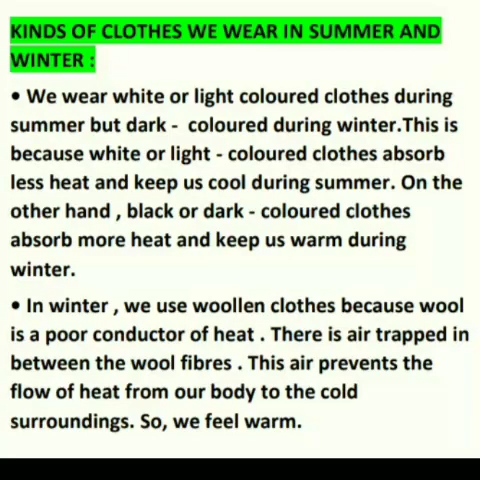 KINDS OF CLOTHES WE WEAR IN SUMMER AND
WINTER :
• We wear white or light coloured clothes during
summer but dark -  coloured during winter.This is
because white or light - coloured clothes absorb
less heat and keep us cool during summer. On the
other hand , black or dark - coloured clothes
absorb more heat and keep us warm during
winter.
• In winter , we use woollen clothes because wool
is a poor conductor of heat . There is air trapped in
between the wool fibres . This air prevents the
flow of heat from our body to the cold
surroundings. So, we feel warm.